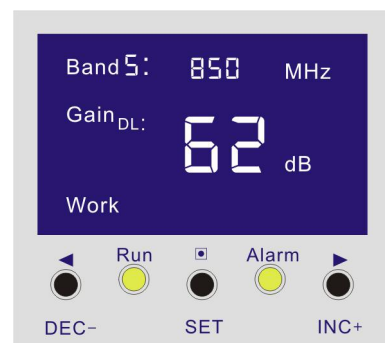 Band 5: 850 MHz
Gain DL: 62 dB
Work
Run Alarm
DEC- SET INC+